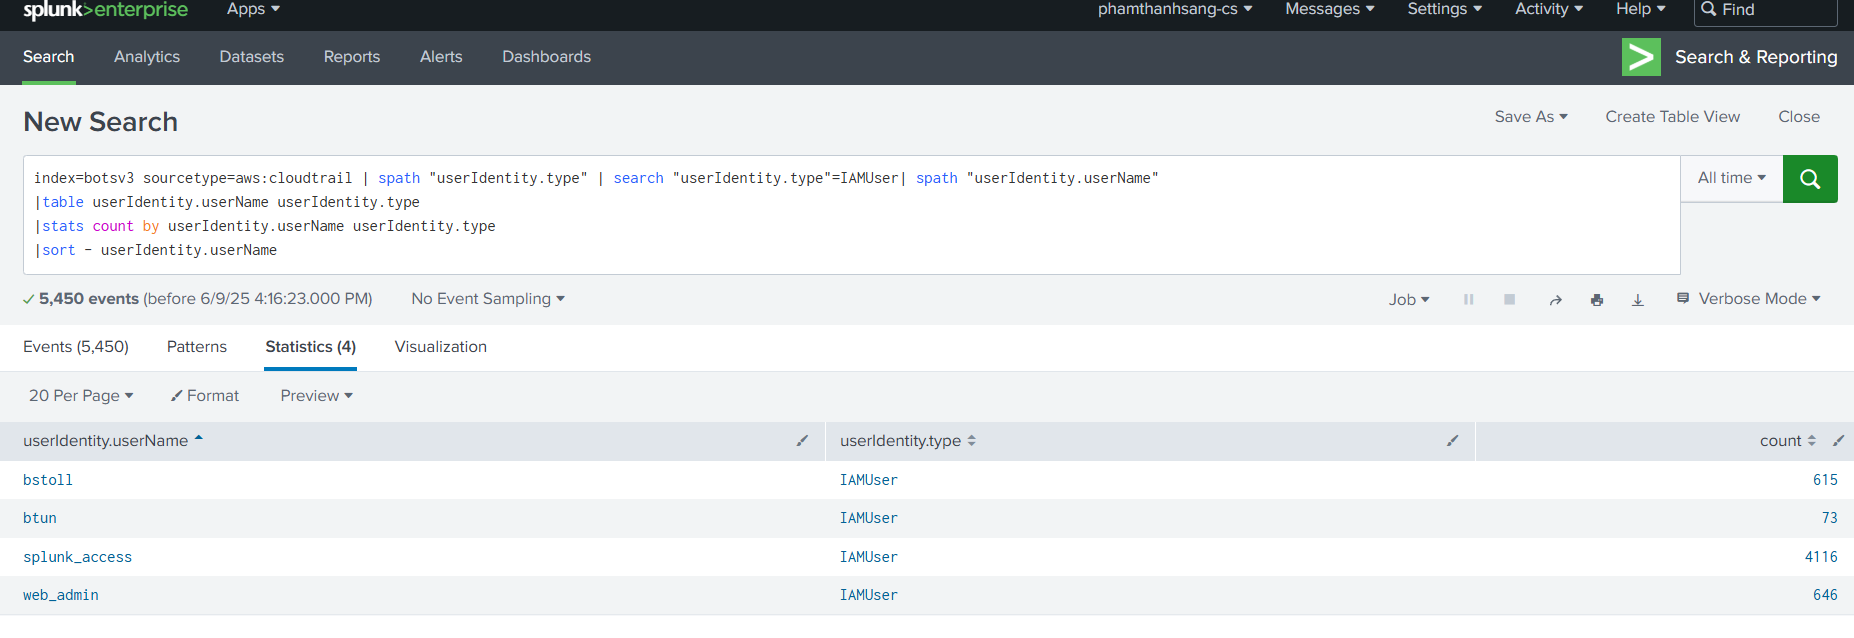 splunk>enterprise Apps phamthanhsang-cs Messages Settings Activity Help Find
Search Analytics Datasets Reports Alerts Dashboards Search & Reporting
New Search Save As Create Table View Close
index=botsv3 sourcetype=aws:cloudtrail | spath "userIdentity.type" | search "userIdentity.type"=IAMUser| spath "userIdentity.userName" All time
|table userIdentity.userName userIdentity.type
|stats count by userIdentity.userName userIdentity.type
|sort - userIdentity.userName
5,450 events (before 6/9/25 4:16:23.000 PM) No Event Sampling Job Verbose Mode
Events (5,450) Patterns Statistics (4) Visualization
20 Per Page Format Preview
userIdentity.userName userIdentity.type count
bstoll IAMUser 615
btun IAMUser 73
splunk_access IAMUser 4116
web_admin IAMUser 646